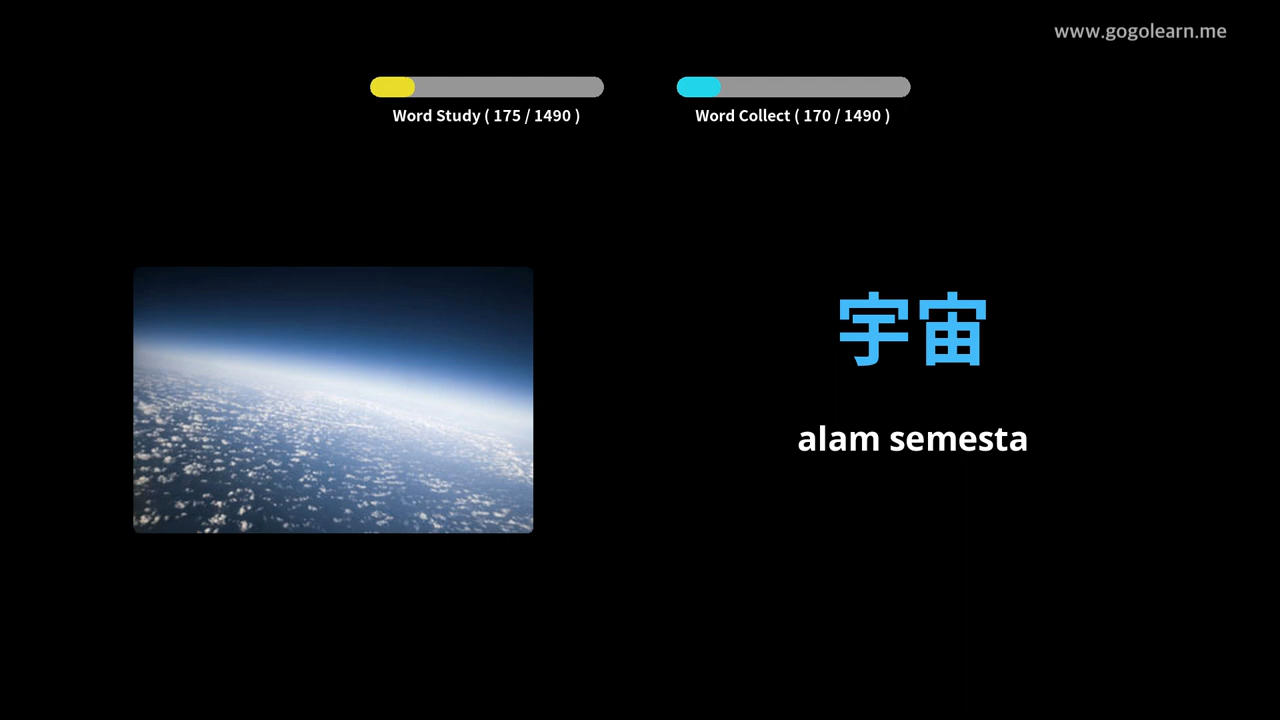 www.gogolearn.me
Word Study ( 175 / 1490 )
Word Collect ( 170 / 1490 )
宇宙
alam semesta